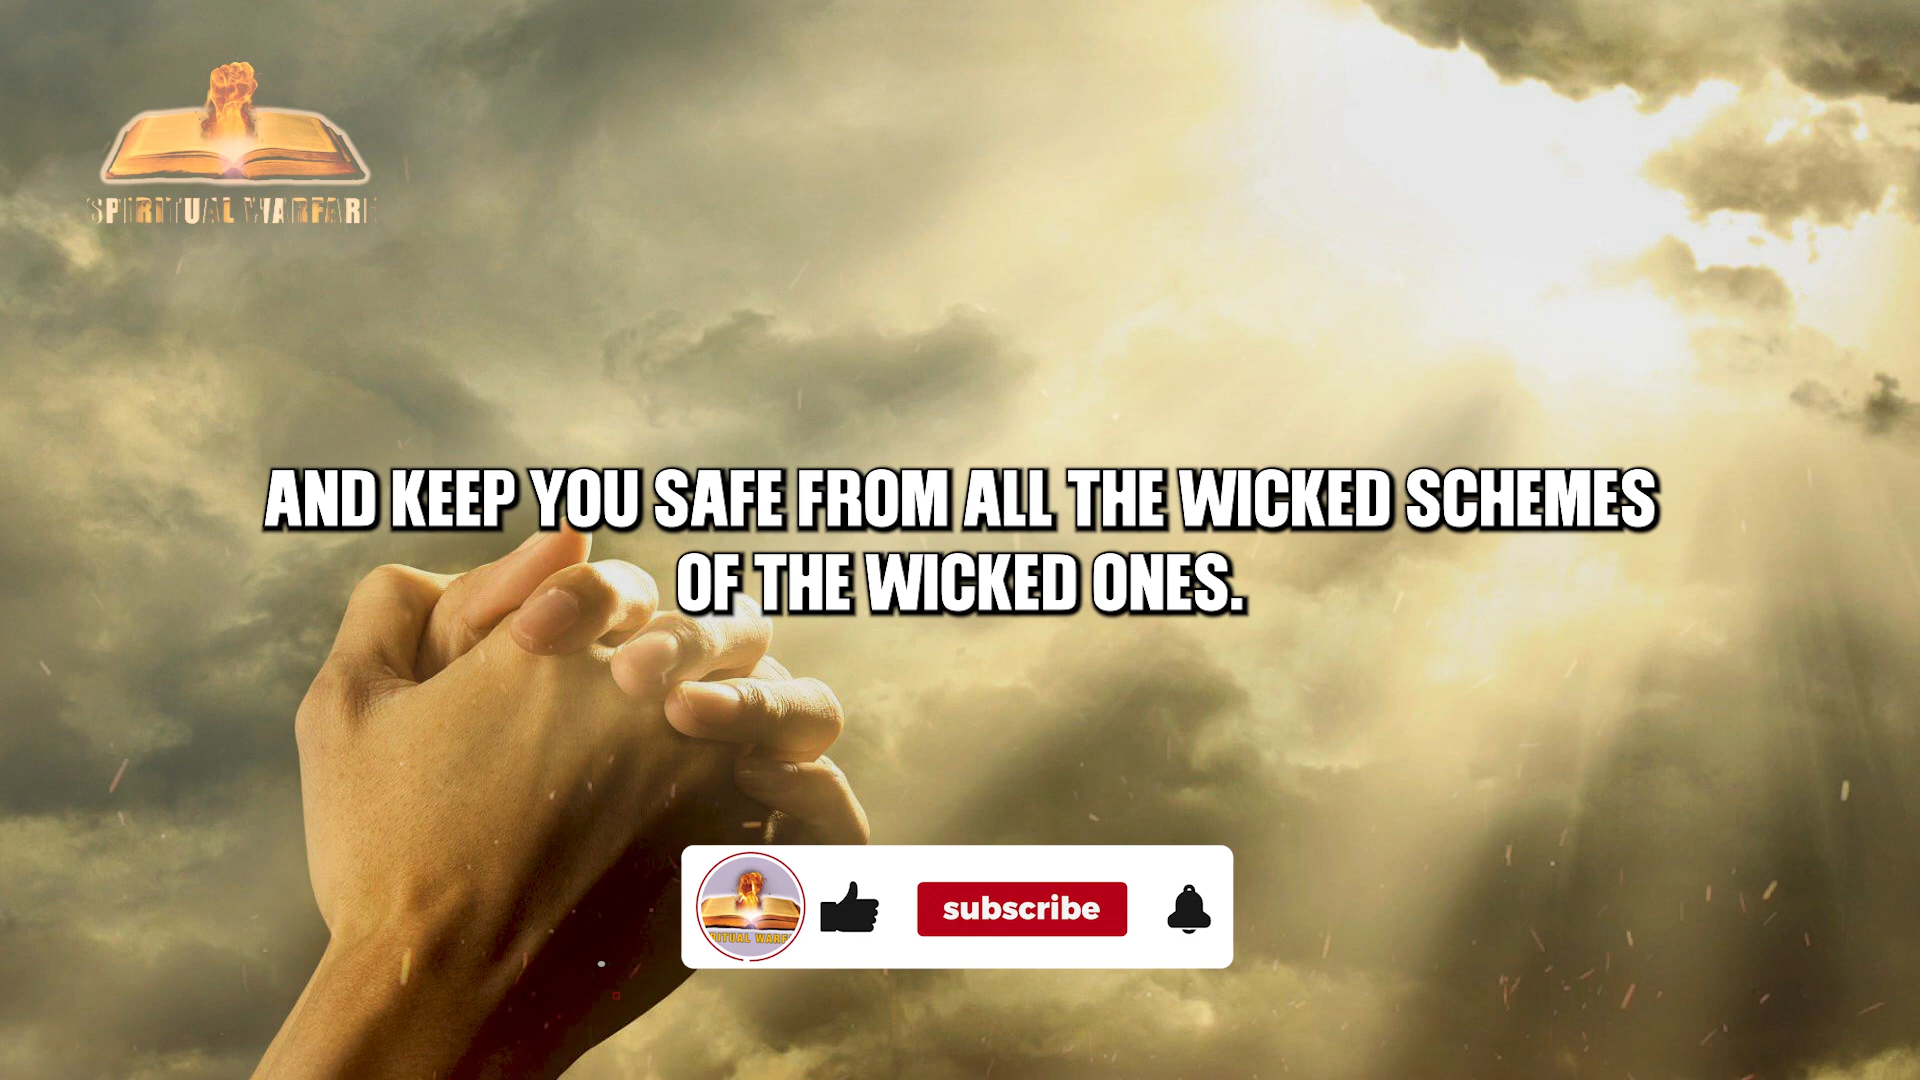 SPIRITUAL WARFARE
AND KEEP YOU SAFE FROM ALL THE WICKED SCHEMES
OF THE WICKED ONES.
subscribe